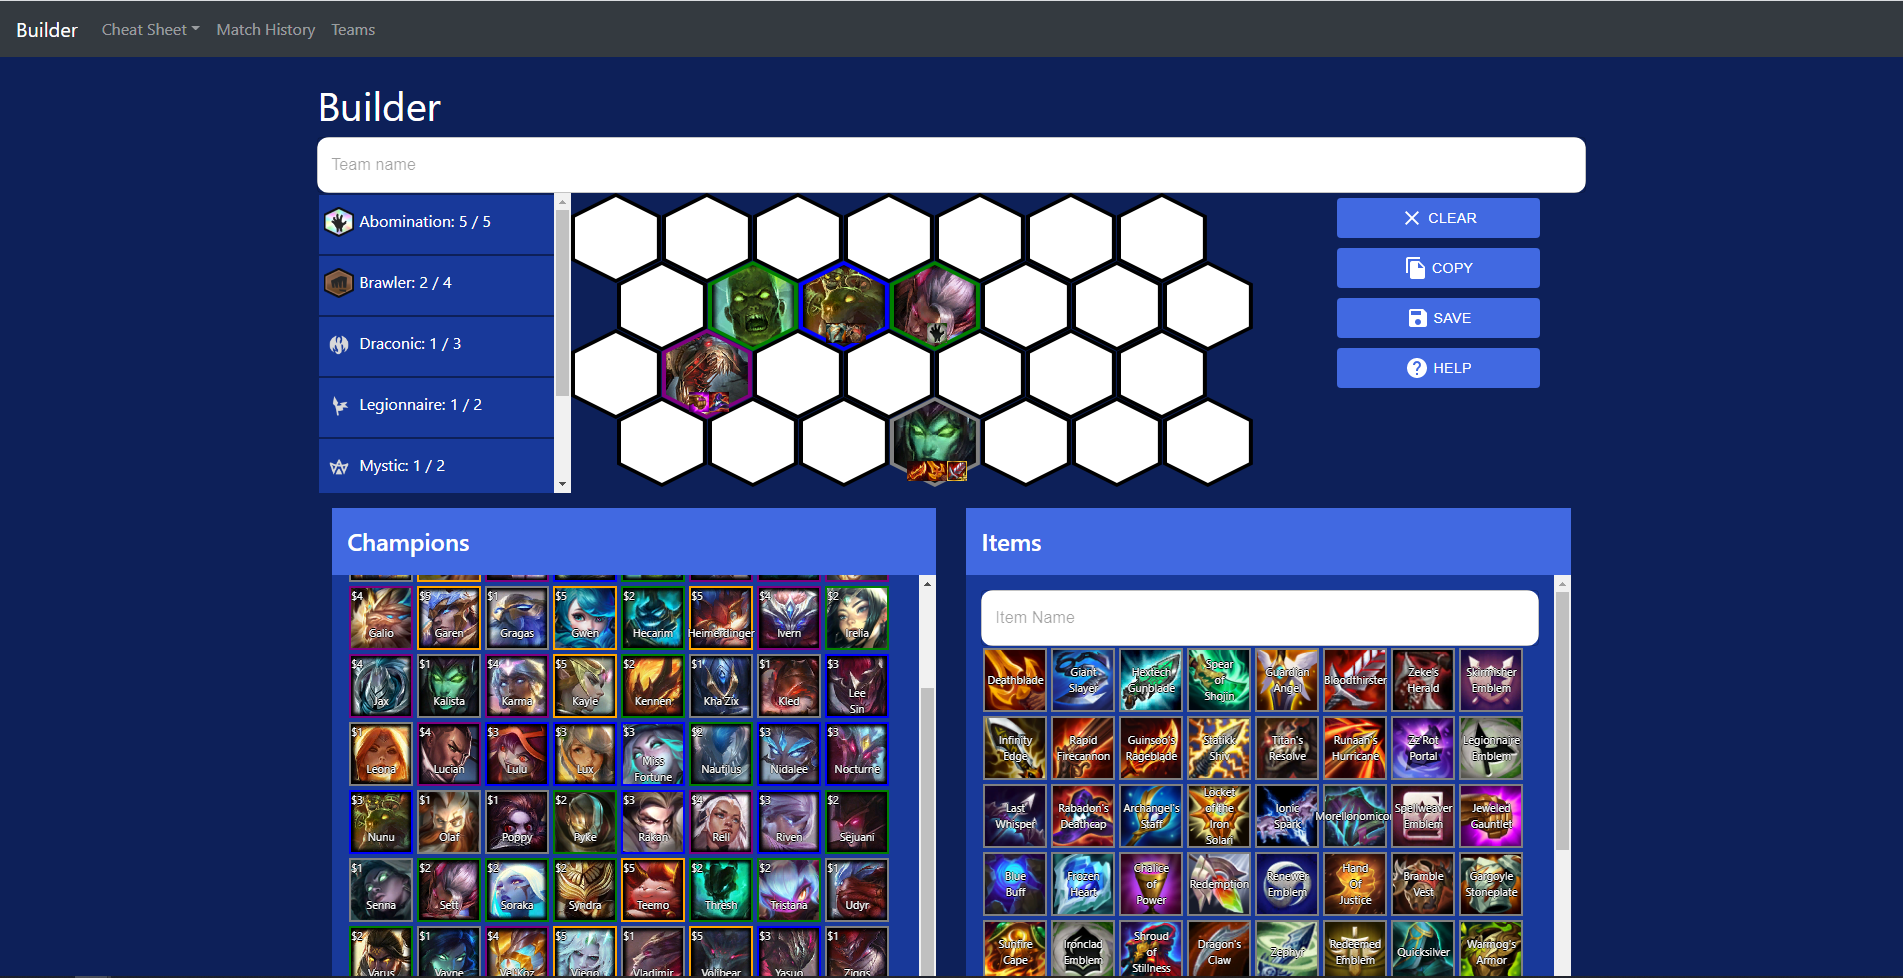 Builder Cheat Sheet Match History Teams
Builder
Team name
Abomination: 5 / 5
Brawler: 2 / 4
Draconic: 1 / 3
Legionnaire: 1 / 2
Mystic: 1 / 2
CLEAR
COPY
SAVE
HELP
Champions
$4 $5 $1 $5 $2 $5 $4 $2
Galio Garen Gragas Gwen Hecarim Heimerdinger Ivern Irelia
$4 $1 $4 $5 $2 $1 $1 $3
Jax Kalista Karma Kayle Kennen Kha'Zix Kled Lee Sin
$1 $4 $3 $3 $3 $2 $3 $3
Leona Lucian Lulu Lux Miss Fortune Nautilus Nidalee Nocturne
$3 $1 $1 $2 $3 $4 $3 $2
Nunu Olaf Poppy Pyke Rakan Rell Riven Sejuani
$1 $2 $2 $2 $5 $2 $2 $1
Senna Sett Soraka Syndra Teemo Thresh Tristana Udyr
$2 $1 $4 $5 $1 $5 $3 $1
Varus Vayne Vel'Koz Viego Vladimir Volibear Yasuo Ziggs
Items
Item Name
Deathblade Giant Slayer Hextech Gunblade Spear of Shojin Guardian Angel Bloodthirster Zeke's Herald Skirmisher Emblem
Infinity Edge Rapid Firecannon Guinsoo's Rageblade Statikk Shiv Titan's Resolve Runaan's Hurricane Zz'Rot Portal Legionnaire Emblem
Last Whisper Rabadon's Deathcap Archangel's Staff Locket of the Iron Solari Ionic Spark Morellonomicon Spellweaver Emblem Jeweled Gauntlet
Blue Buff Frozen Heart Chalice of Power Redemption Renewer Emblem Hand Of Justice Bramble Vest Gargoyle Stoneplate
Sunfire Cape Ironclad Emblem Shroud of Stillness Dragon's Claw Zephyr Redeemed Emblem Quicksilver Warmog's Armor